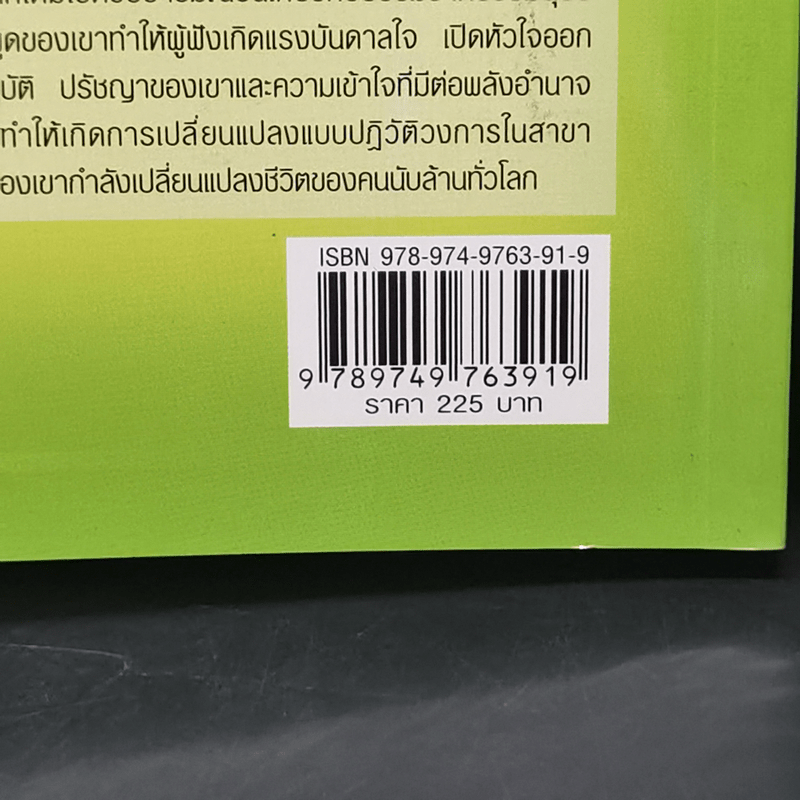 ของเขาทำให้ผู้ฟังเกิดแรงบันดาลใจ เปิดหัวใจออก
บัติ ปรัชญาของเขาและความเข้าใจที่มีต่อพลังอำนาจ
ทำให้เกิดการเปลี่ยนแปลงแบบปฏิวัติวงการในสาขา
องเขากำลังเปลี่ยนแปลงชีวิตของคนนับล้านทั่วโลก
ISBN 978-974-9763-91-9
9 789749 763919
ราคา 225 บาท